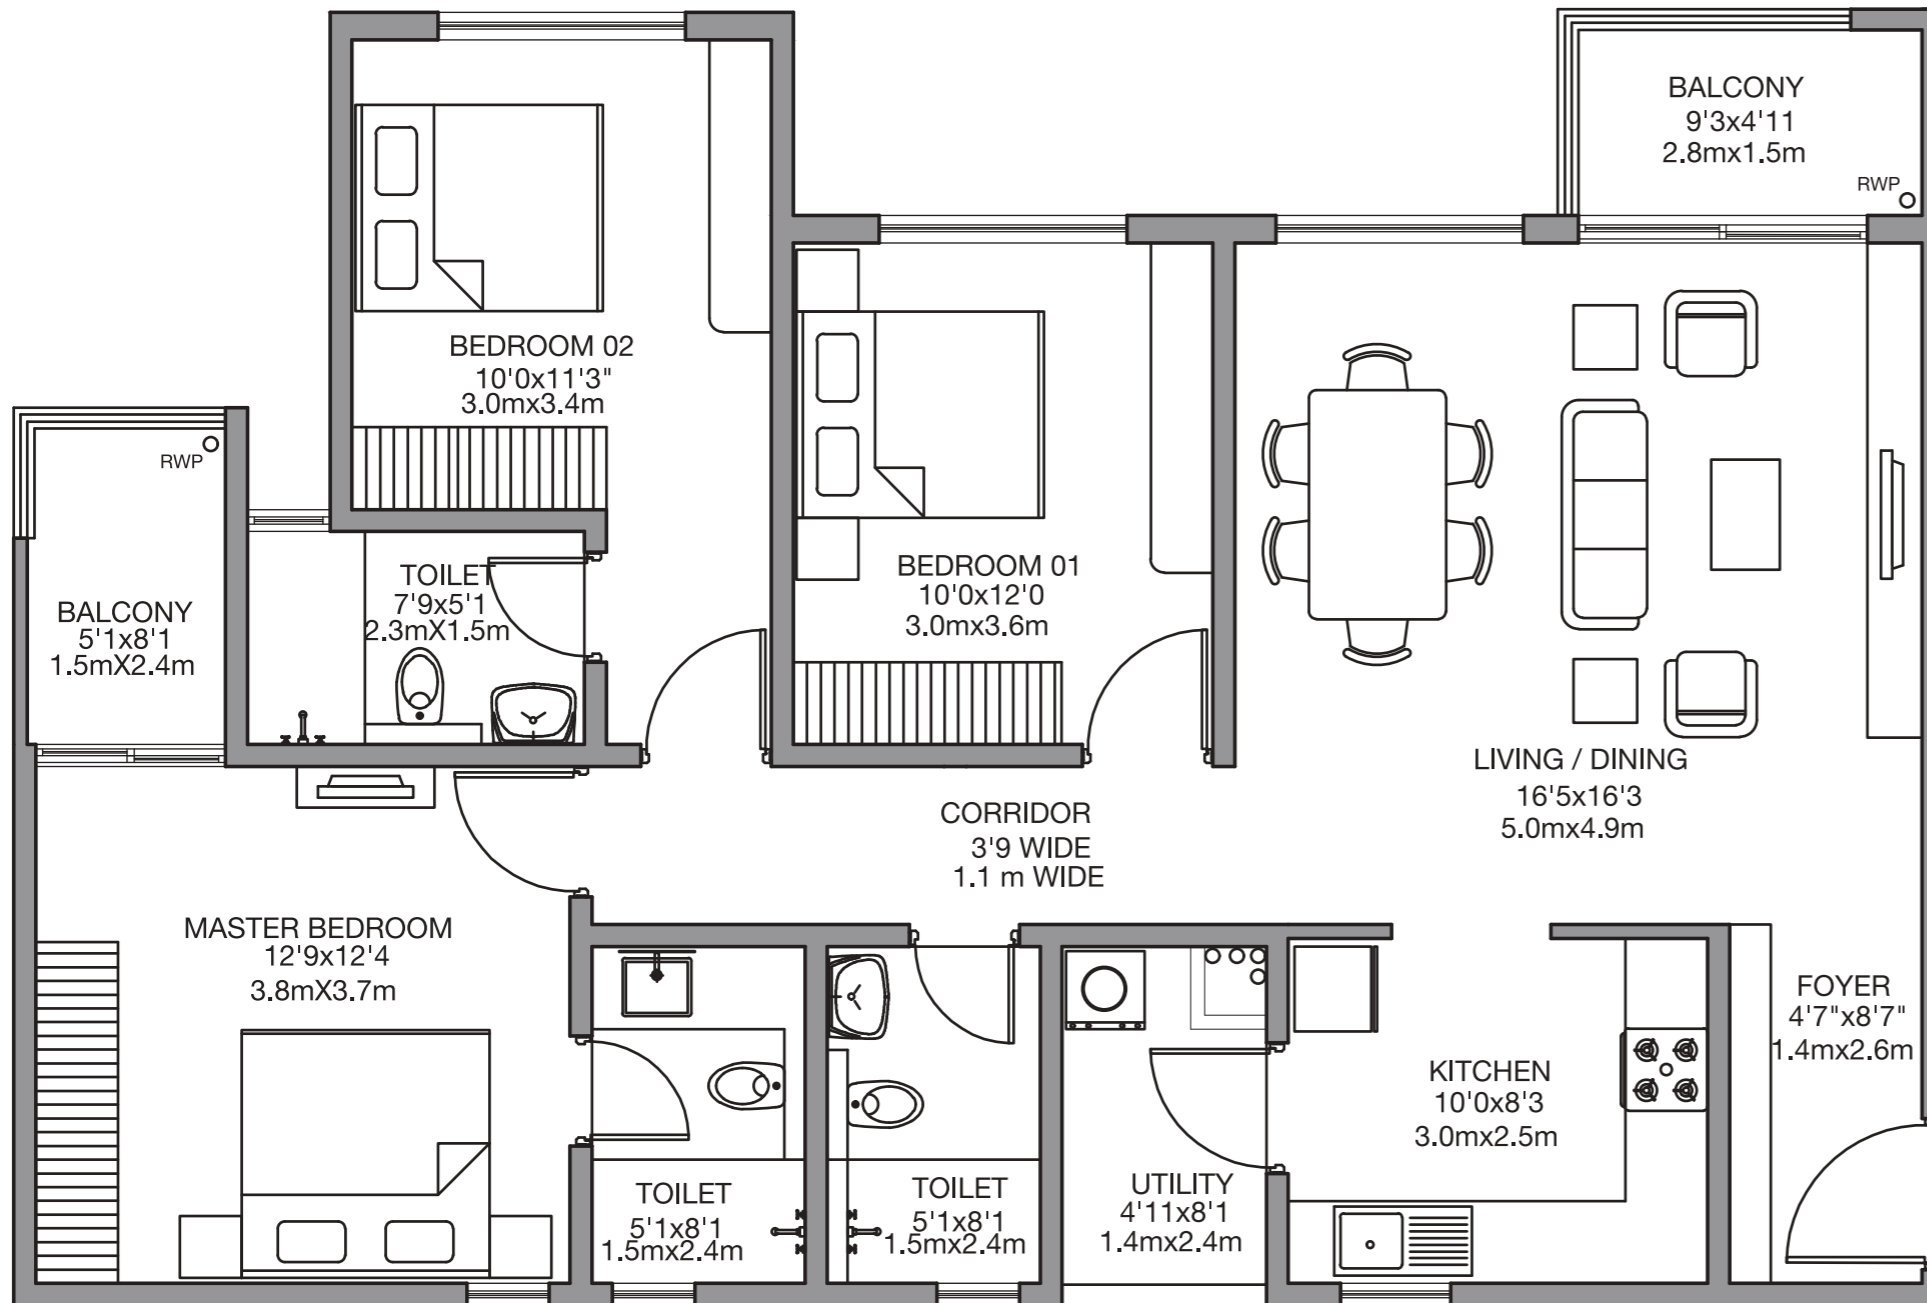 BALCONY
9'3x4'11
2.8mx1.5m
RWP
BEDROOM 02
10'0x11'3"
3.0mx3.4m
RWP
BALCONY
5'1x8'1
1.5mX2.4m
TOILET
7'9x5'1
2.3mX1.5m
BEDROOM 01
10'0x12'0
3.0mx3.6m
LIVING / DINING
16'5x16'3
5.0mx4.9m
CORRIDOR
3'9 WIDE
1.1 m WIDE
MASTER BEDROOM
12'9x12'4
3.8mX3.7m
FOYER
4'7"x8'7"
1.4mx2.6m
KITCHEN
10'0x8'3
3.0mx2.5m
TOILET
5'1x8'1
1.5mx2.4m
TOILET
5'1x8'1
1.5mx2.4m
UTILITY
4'11x8'1
1.4mx2.4m